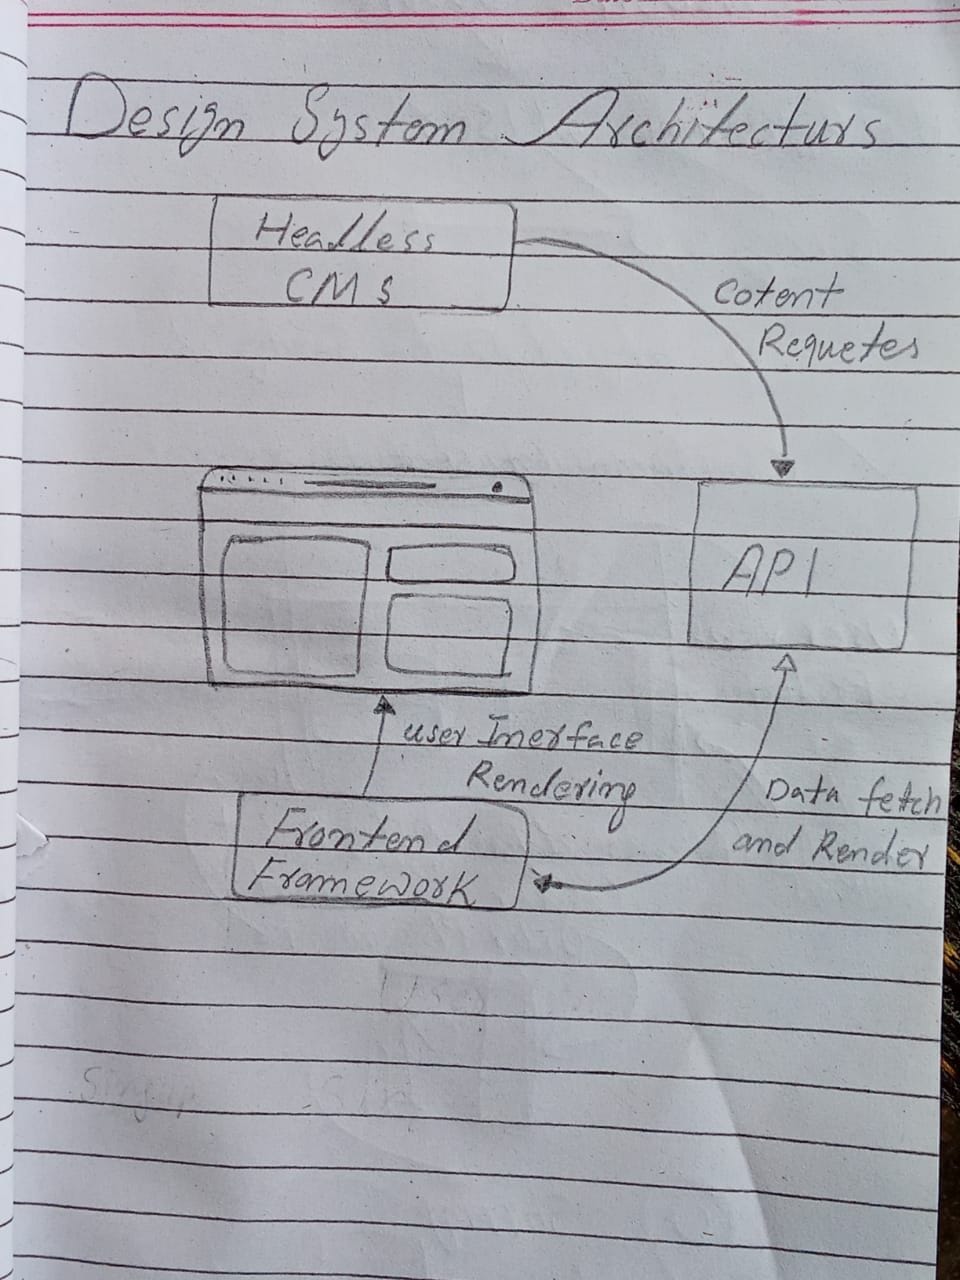 Design System Architecturs
Headless
CMS
Cotent
Requetes
API
user Inerface
Rendering
Data fetch
and Render
Frontend
Framework